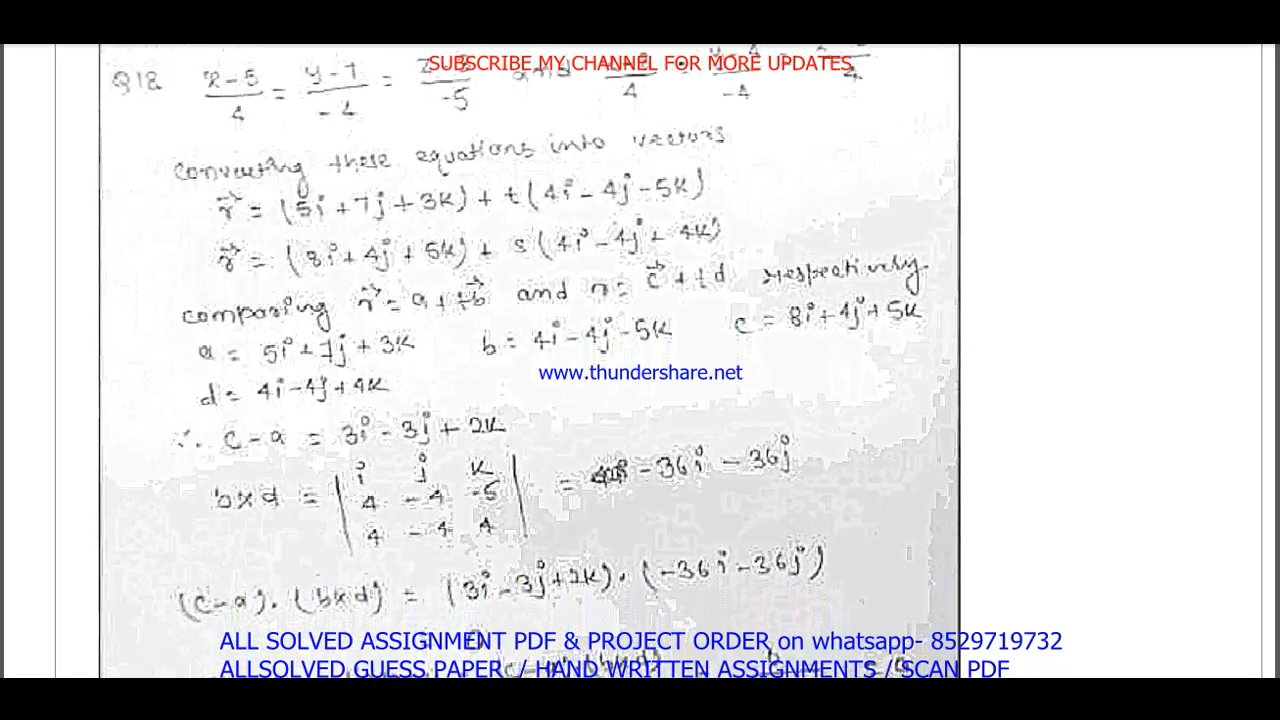 SUBSCRIBE MY CHANNEL FOR MORE UPDATES
Q12 x-5/4 = y-7/-4 = z-3/-5 and
converting these equations into vectors
r⃗ = (5i + 7j + 3k) + t(4i - 4j - 5k)
r⃗ = (8i + 4j + 5k) + s(4i - 4j + 4k)
comparing r⃗ = a + tb⃗ and r = c⃗ + td respectively
a = 5i + 7j + 3k b = 4i - 4j - 5k c = 8i + 4j + 5k
www.thundershare.net
d = 4i - 4j + 4k
∴ c - a = 3i - 3j + 2k
b×d = | i j k |
| 4 -4 -5 | = -36i - 36j
| 4 -4 4 |
(c-a).(b×d) = (3i - 3j + 2k).(-36i - 36j)
ALL SOLVED ASSIGNMENT PDF & PROJECT ORDER on whatsapp- 8529719732
ALLSOLVED GUESS PAPER / HAND WRITTEN ASSIGNMENTS / SCAN PDF